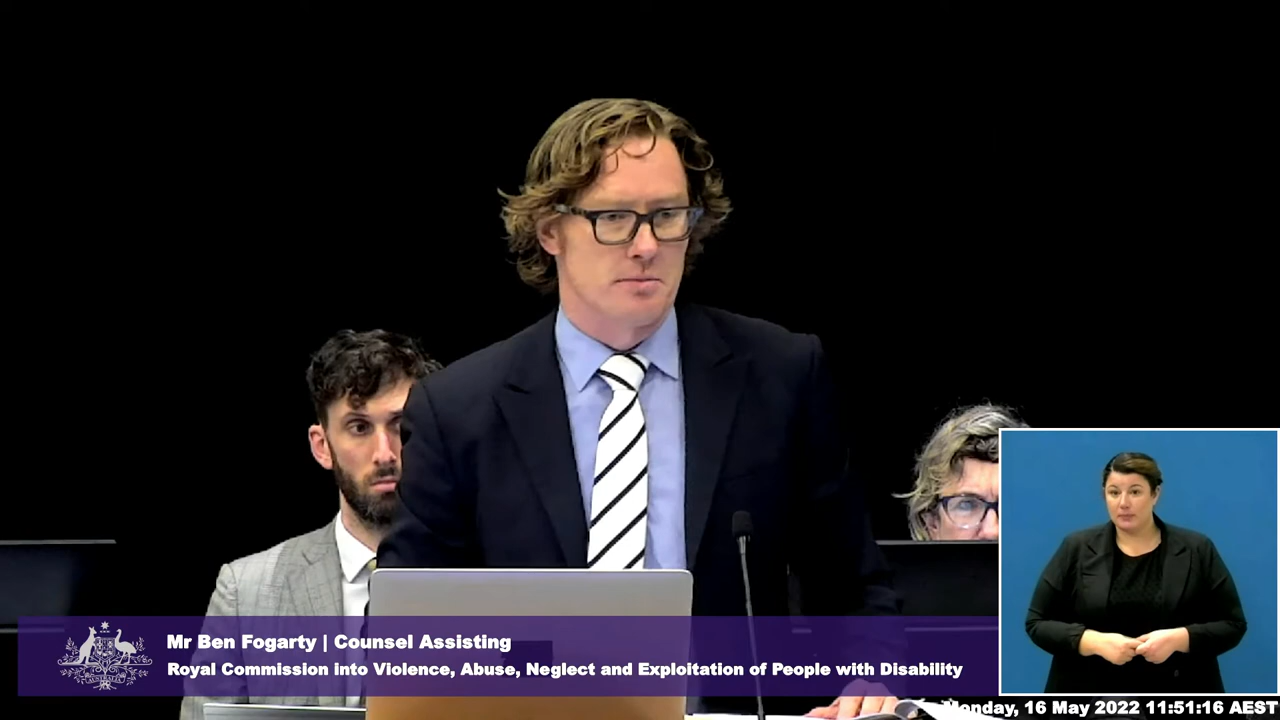 Mr Ben Fogarty | Counsel Assisting
Royal Commission into Violence, Abuse, Neglect and Exploitation of People with Disability
Monday, 16 May 2022 11:51:16 AEST